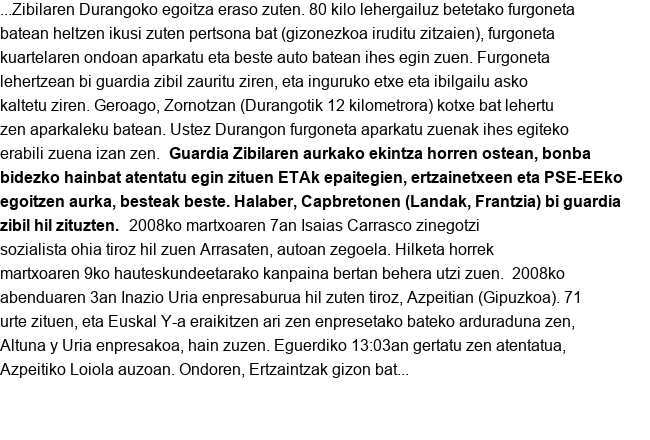 ...Zibilaren Durangoko egoitza eraso zuten. 80 kilo lehergailuz betetako furgoneta
batean heltzen ikusi zuten pertsona bat (gizonezkoa iruditu zitzaien), furgoneta
kuartelaren ondoan aparkatu eta beste auto batean ihes egin zuen. Furgoneta
lehertzean bi guardia zibil zauritu ziren, eta inguruko etxe eta ibilgailu asko
kaltetu ziren. Geroago, Zornotzan (Durangotik 12 kilometrora) kotxe bat lehertu
zen aparkaleku batean. Ustez Durangon furgoneta aparkatu zuenak ihes egiteko
erabili zuena izan zen. Guardia Zibilaren aurkako ekintza horren ostean, bonba
bidezko hainbat atentatu egin zituen ETAk epaitegien, ertzainetxeen eta PSE-EEko
egoitzen aurka, besteak beste. Halaber, Capbretonen (Landak, Frantzia) bi guardia
zibil hil zituzten. 2008ko martxoaren 7an Isaias Carrasco zinegotzi
sozialista ohia tiroz hil zuen Arrasaten, autoan zegoela. Hilketa horrek
martxoaren 9ko hauteskundeetarako kanpaina bertan behera utzi zuen. 2008ko
abenduaren 3an Inazio Uria enpresaburua hil zuten tiroz, Azpeitian (Gipuzkoa). 71
urte zituen, eta Euskal Y-a eraikitzen ari zen enpresetako bateko arduraduna zen,
Altuna y Uria enpresakoa, hain zuzen. Eguerdiko 13:03an gertatu zen atentatua,
Azpeitiko Loiola auzoan. Ondoren, Ertzaintzak gizon bat...